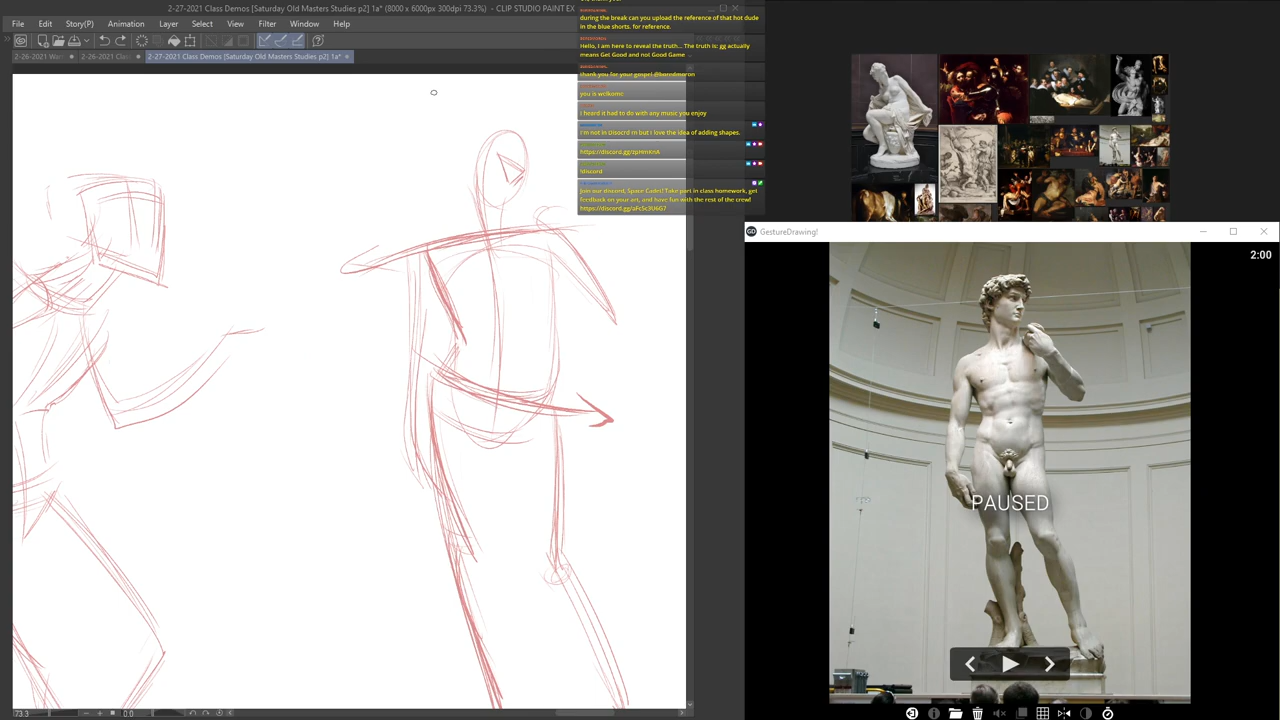 2-27-2021 Class Demos [Saturday Old Masters Studies p2] 1a* (8000 x 6000px 300dpi 73.3%) - CLIP STUDIO PAINT EX
File Edit Story(P) Animation Layer Select View Filter Window Help
2-27-2021 Class Demos [Saturday Old Masters Studies p2] 1a*
during the break can you upload the reference of that hot dude
in the blue shorts. for reference.
Hello, I am here to reveal the truth... The truth is: gg actually
means Get Good and not Good Game
thank you for your gospel
you is welkome
i heard it had to do with any music you enjoy
I'm not in discord rn but i love the idea of adding shapes.
!discord
Join our discord, Space Cadet! Take part in class homework, get
feedback on your art, and have fun with the rest of the crew!
GestureDrawing!
2:00
PAUSED
73.3
0.0